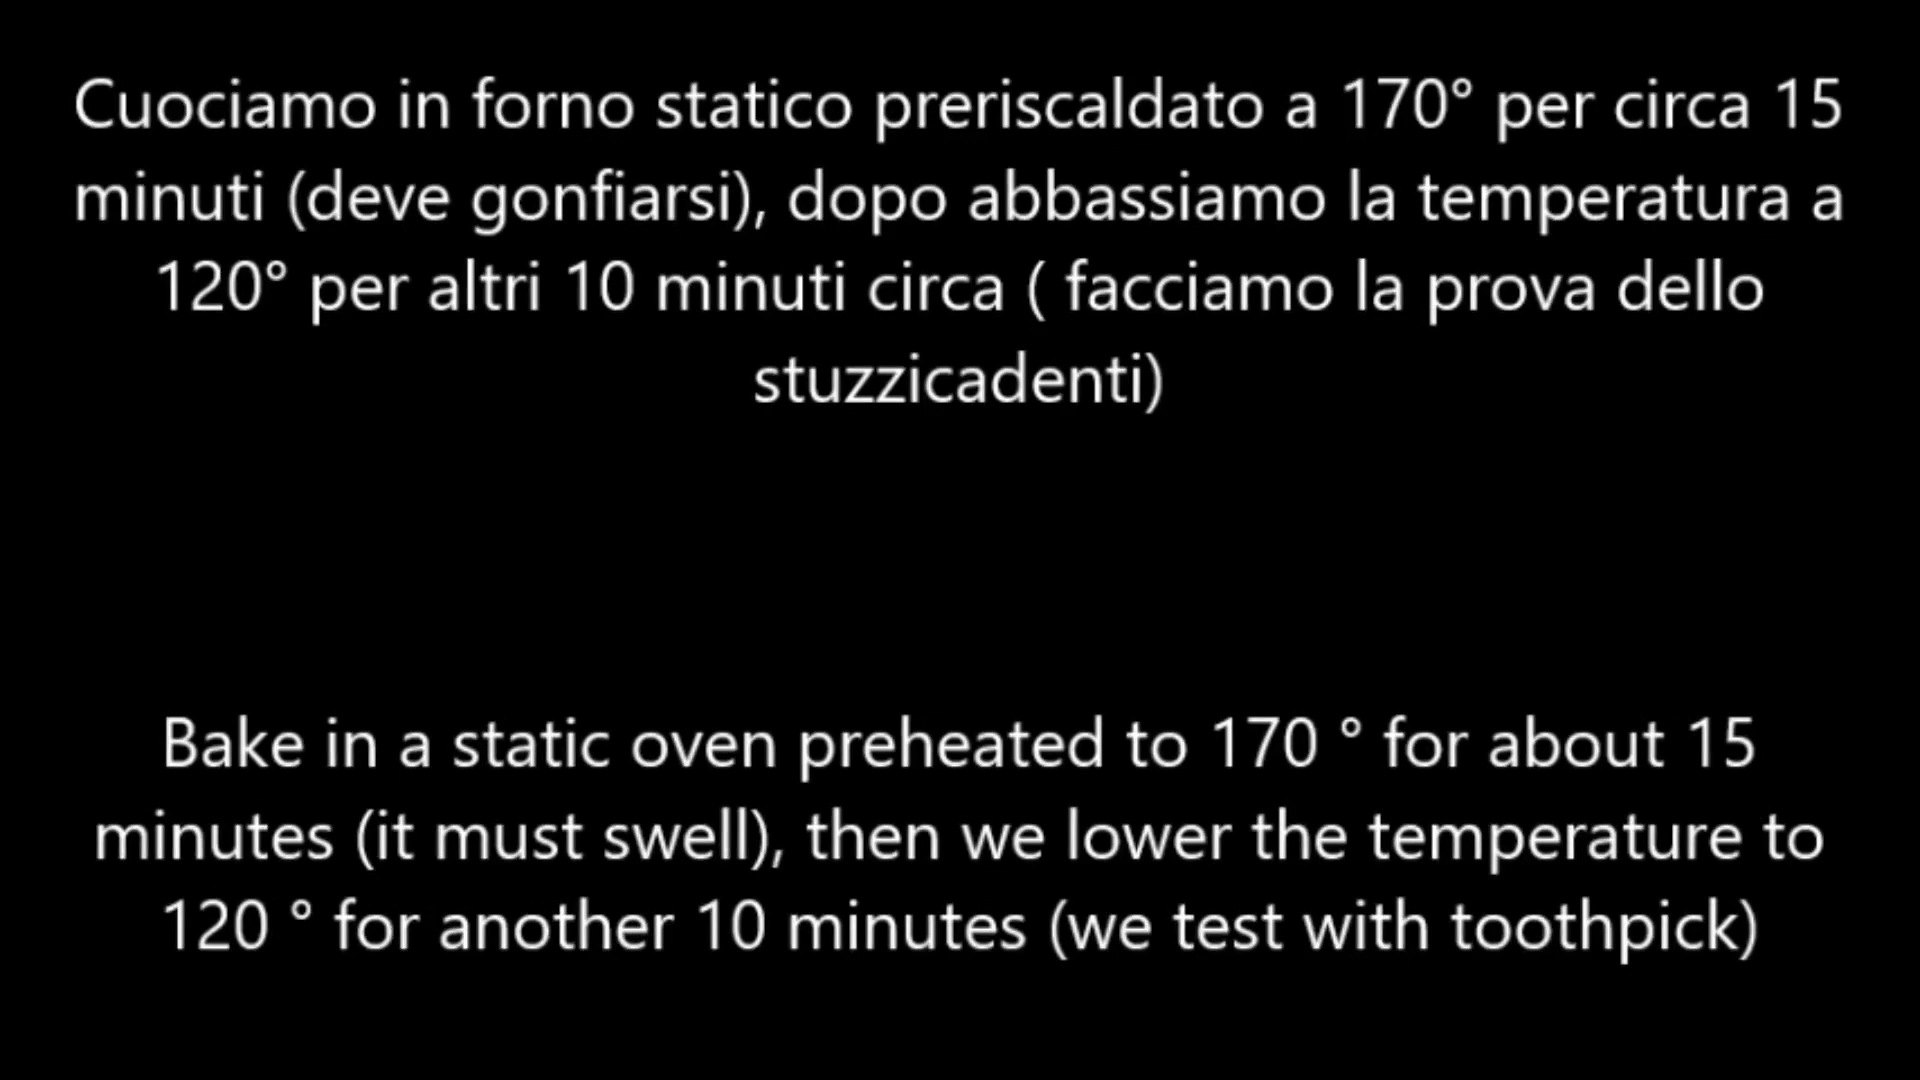 Cuociamo in forno statico preriscaldato a 170° per circa 15
minuti (deve gonfiarsi), dopo abbassiamo la temperatura a
120° per altri 10 minuti circa ( facciamo la prova dello
stuzzicadenti)
Bake in a static oven preheated to 170 ° for about 15
minutes (it must swell), then we lower the temperature to
120 ° for another 10 minutes (we test with toothpick)